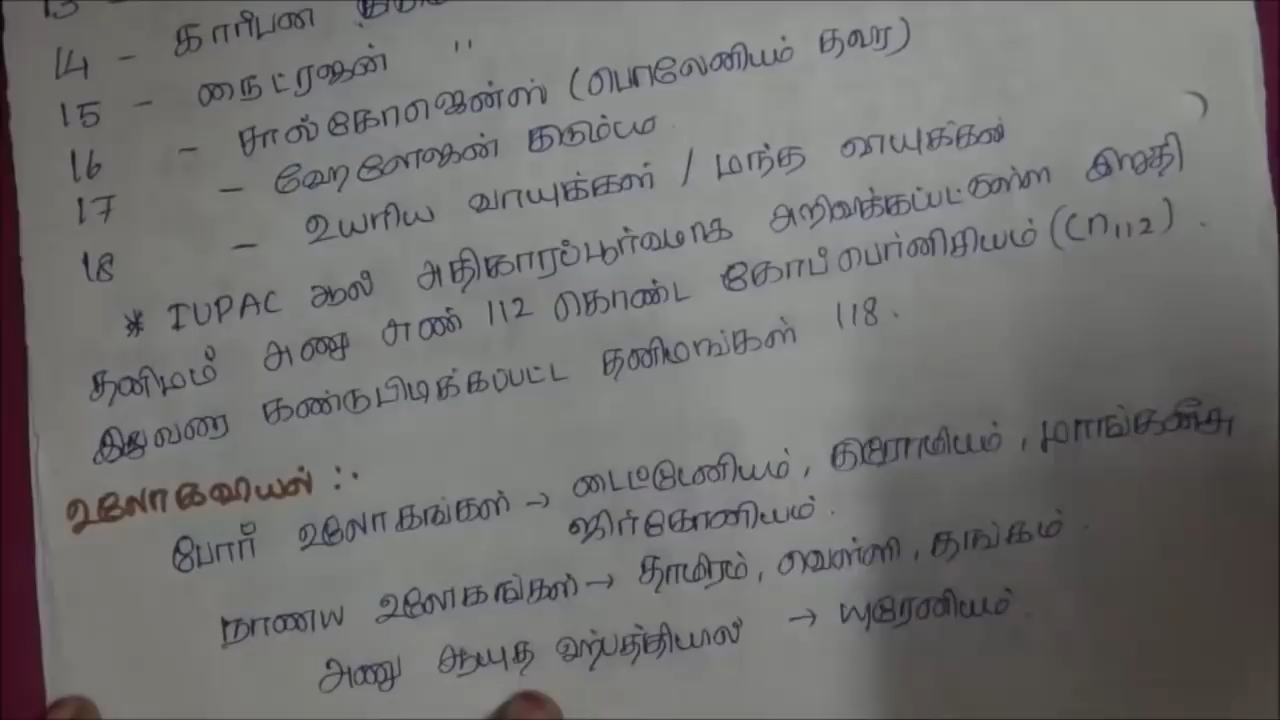 13 -
14 - கார்பன்
15 - நைட்ரஜன் "
16 - சால்கோஜென்ஸ் (பொலோனியம் தவிர)
17 - ஹேலோஜன் குடும்பம்
18 - உயரிய வாயுக்கள் / மந்த வாயுக்கள்
* IUPAC ஆல் அதிகாரப்பூர்வமாக அறிவிக்கப்பட்டுள்ள இறுதி
தனிமம் அணு எண் 112 கொண்ட கோபர்னிசியம் (Cn112).
இதுவரை கண்டுபிடிக்கப்பட்ட தனிமங்கள் 118.
உலோகவியல் :-
போர் உலோகங்கள் → டைட்டேனியம், குரோமியம், மாங்கனீசு,
ஜிர்கோனியம்.
நாணய உலோகங்கள் → தாமிரம், வெள்ளி, தங்கம்.
அணு ஆயுத உற்பத்தியால் → யுரேனியம்.